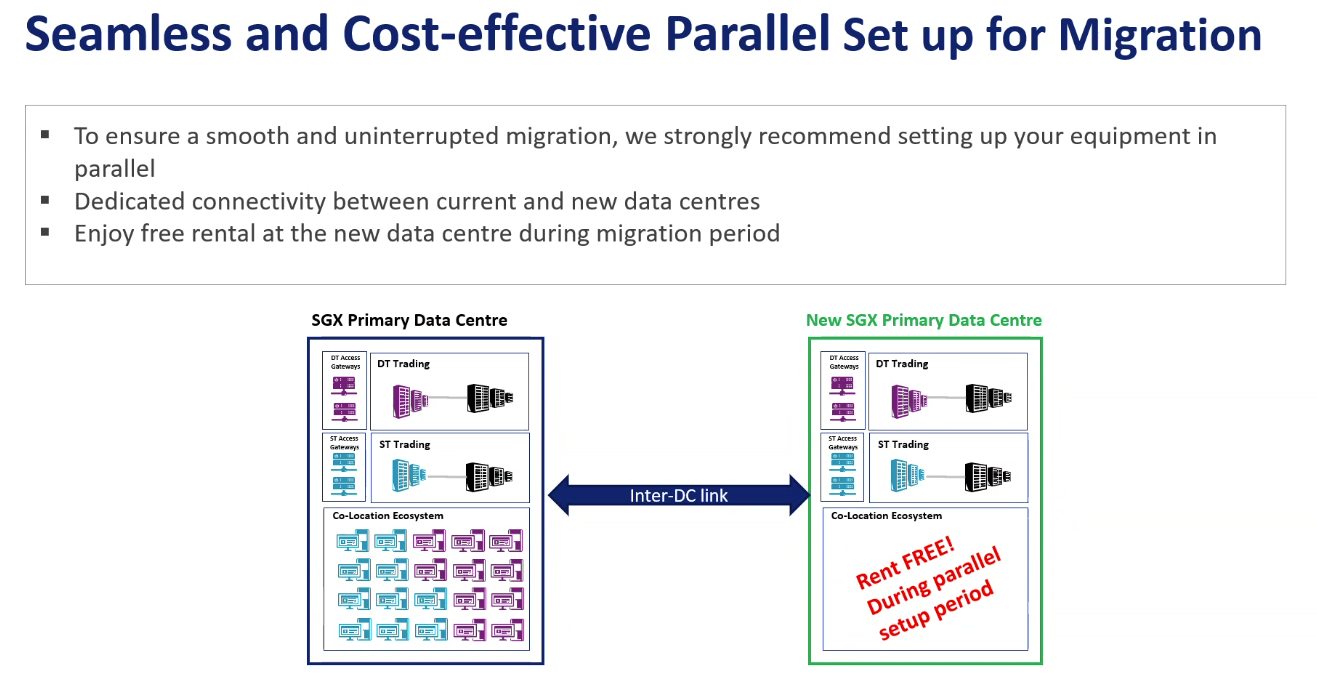 Seamless and Cost-effective Parallel Set up for Migration
▪ To ensure a smooth and uninterrupted migration, we strongly recommend setting up your equipment in
parallel
▪ Dedicated connectivity between current and new data centres
▪ Enjoy free rental at the new data centre during migration period
SGX Primary Data Centre
DT Access
Gateways
DT Trading
ST Access
Gateways
ST Trading
Co-Location Ecosystem
Inter-DC link
New SGX Primary Data Centre
DT Access
Gateways
DT Trading
ST Access
Gateways
ST Trading
Co-Location Ecosystem
Rent FREE!
During parallel
setup period